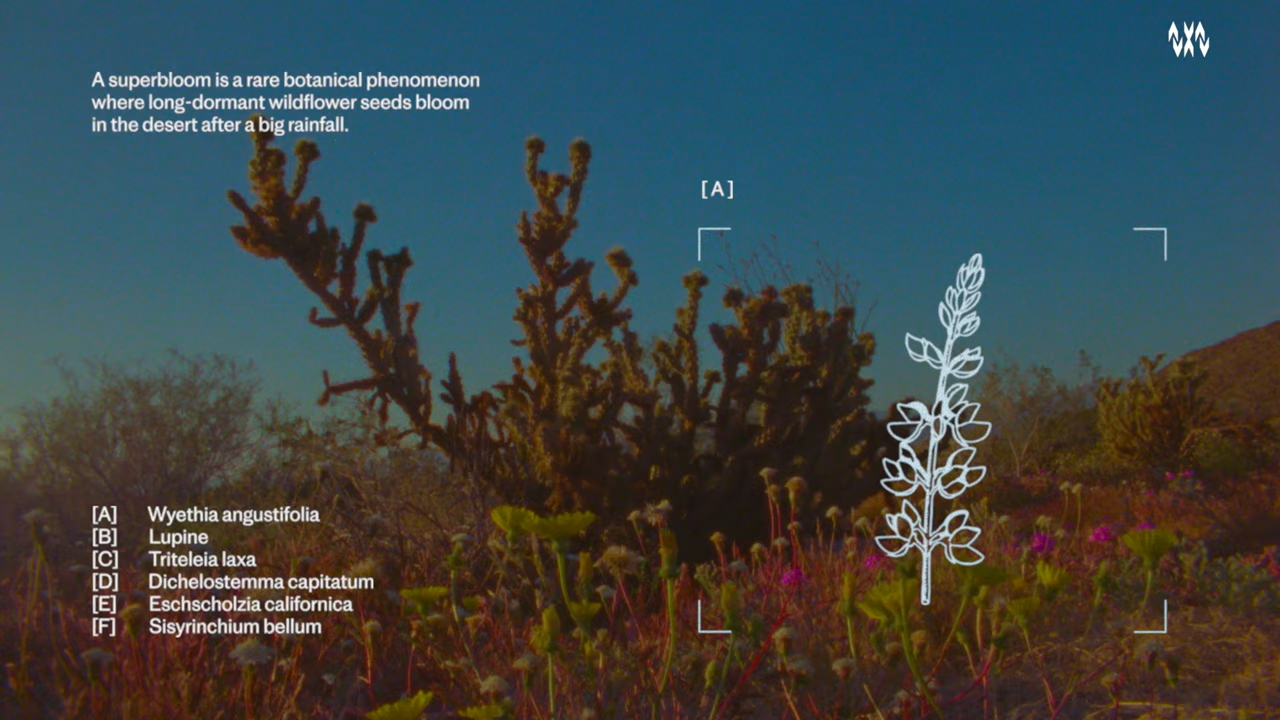 A superbloom is a rare botanical phenomenon
where long-dormant wildflower seeds bloom
in the desert after a big rainfall.
[A]
[A] Wyethia angustifolia
[B] Lupine
[C] Triteleia laxa
[D] Dichelostemma capitatum
[E] Eschscholzia californica
[F] Sisyrinchium bellum